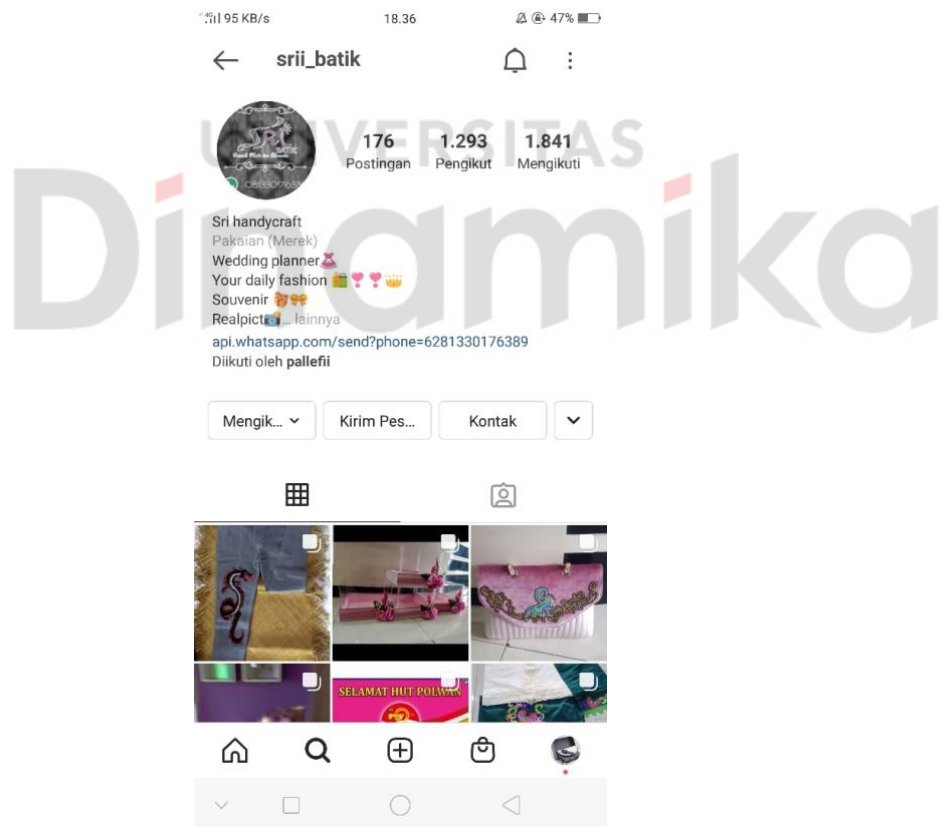 4G 95 KB/s 18.36 47%
srii_batik
UNIVERSITAS
Dinamika
SRI
176 1.293 1.841
Postingan Pengikut Mengikuti
Sri handycraft
Pakaian (Merek)
Wedding planner
Your daily fashion
Souvenir
Realpict... lainnya
api.whatsapp.com/send?phone=6281330176389
Diikuti oleh pallefii
Mengik... Kirim Pes... Kontak
SELAMAT HUT POLWAN